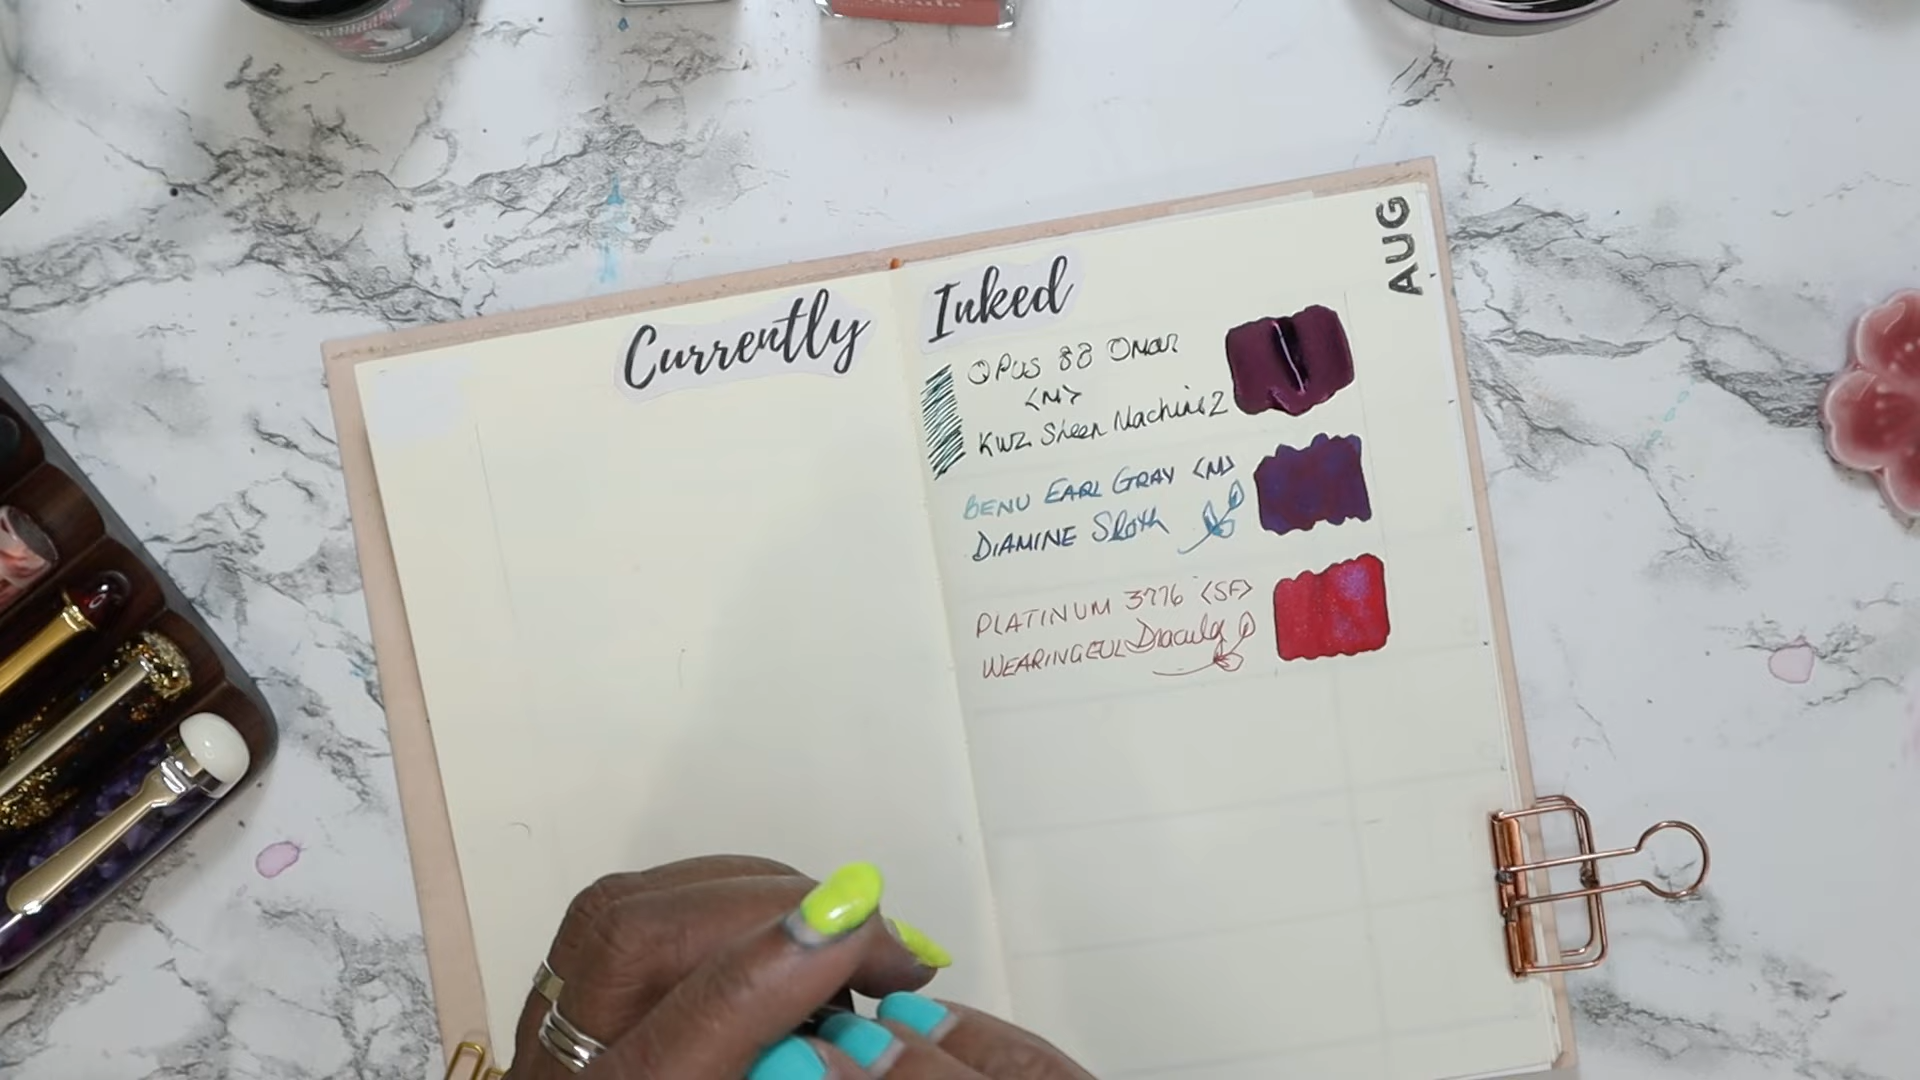 Currently Inked
AUG
OPUS 88 Omar
<M>
KWZ Sheen Machine 2
BENU EARL GRAY <M>
DIAMINE Sloth
PLATINUM 3776 <SF>
WEARINGEUL Dracula